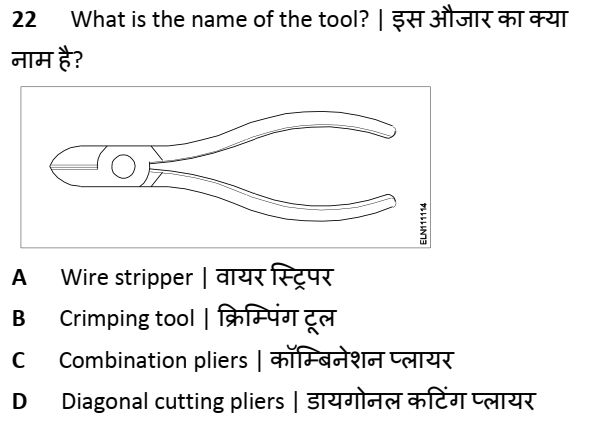 22 What is the name of the tool? | इस औजार का क्या
नाम है?
ELN111114
A Wire stripper | वायर स्ट्रिपर
B Crimping tool | क्रिम्पिंग टूल
C Combination pliers | कॉम्बिनेशन प्लायर
D Diagonal cutting pliers | डायगोनल कटिंग प्लायर